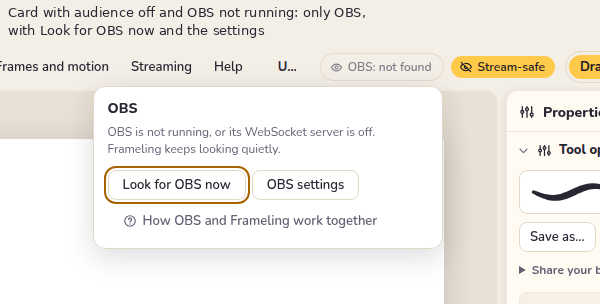 Card with audience off and OBS not running: only OBS,
with Look for OBS now and the settings
Frames and motion Streaming Help U... OBS: not found Stream-safe
OBS
OBS is not running, or its WebSocket server is off.
Frameling keeps looking quietly.
Look for OBS now OBS settings
How OBS and Frameling work together
Tool
Save as...
Share your